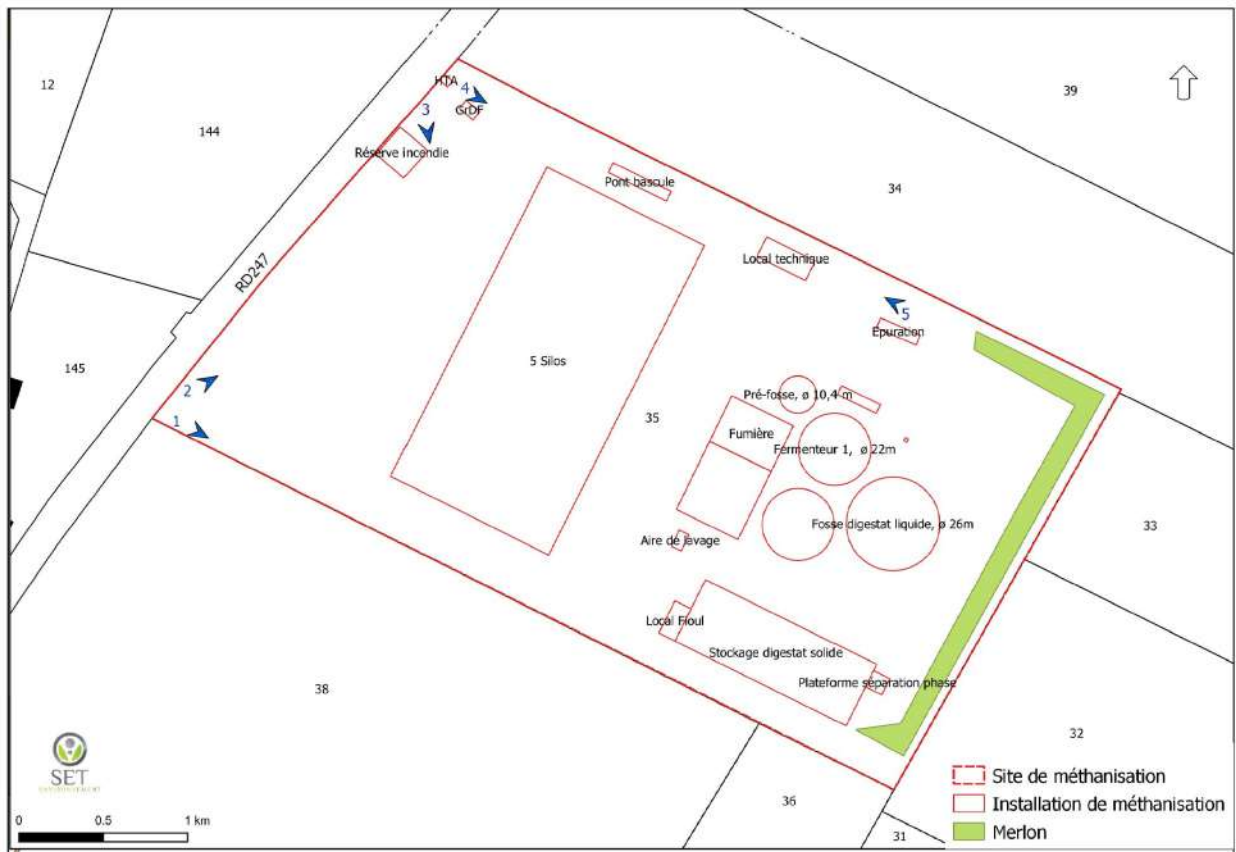 12
144
39
HTA
4
3
GrDF
Réserve incendie
Pont bascule
34
Local technique
RD247
5
Epuration
145
5 Silos
2
1
35
Pré-fosse, ø 10,4 m
Fumière
Fermenteur 1, ø 22m
Fosse digestat liquide, ø 26m
33
Aire de lavage
Local Fioul
Stockage digestat solide
Plateforme séparation phase
38
32
36
31
SET
ENVIRONNEMENT
0 0.5 1 km
Site de méthanisation
Installation de méthanisation
Merlon